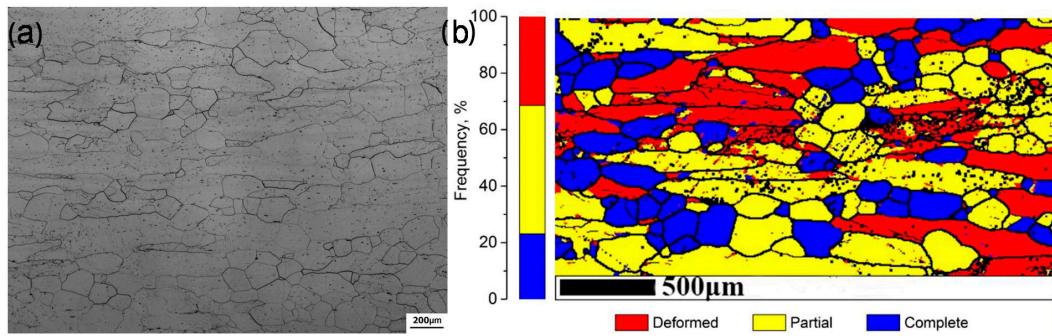 (a)
200μm
(b)
Frequency, %
100
80
60
40
20
0
500μm
Deformed Partial Complete